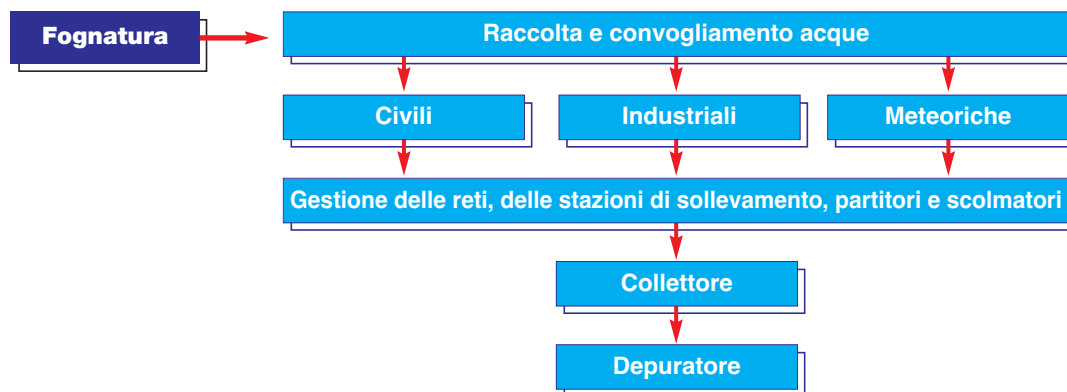 Fognatura
Raccolta e convogliamento acque
Civili
Industriali
Meteoriche
Gestione delle reti, delle stazioni di sollevamento, partitori e scolmatori
Collettore
Depuratore